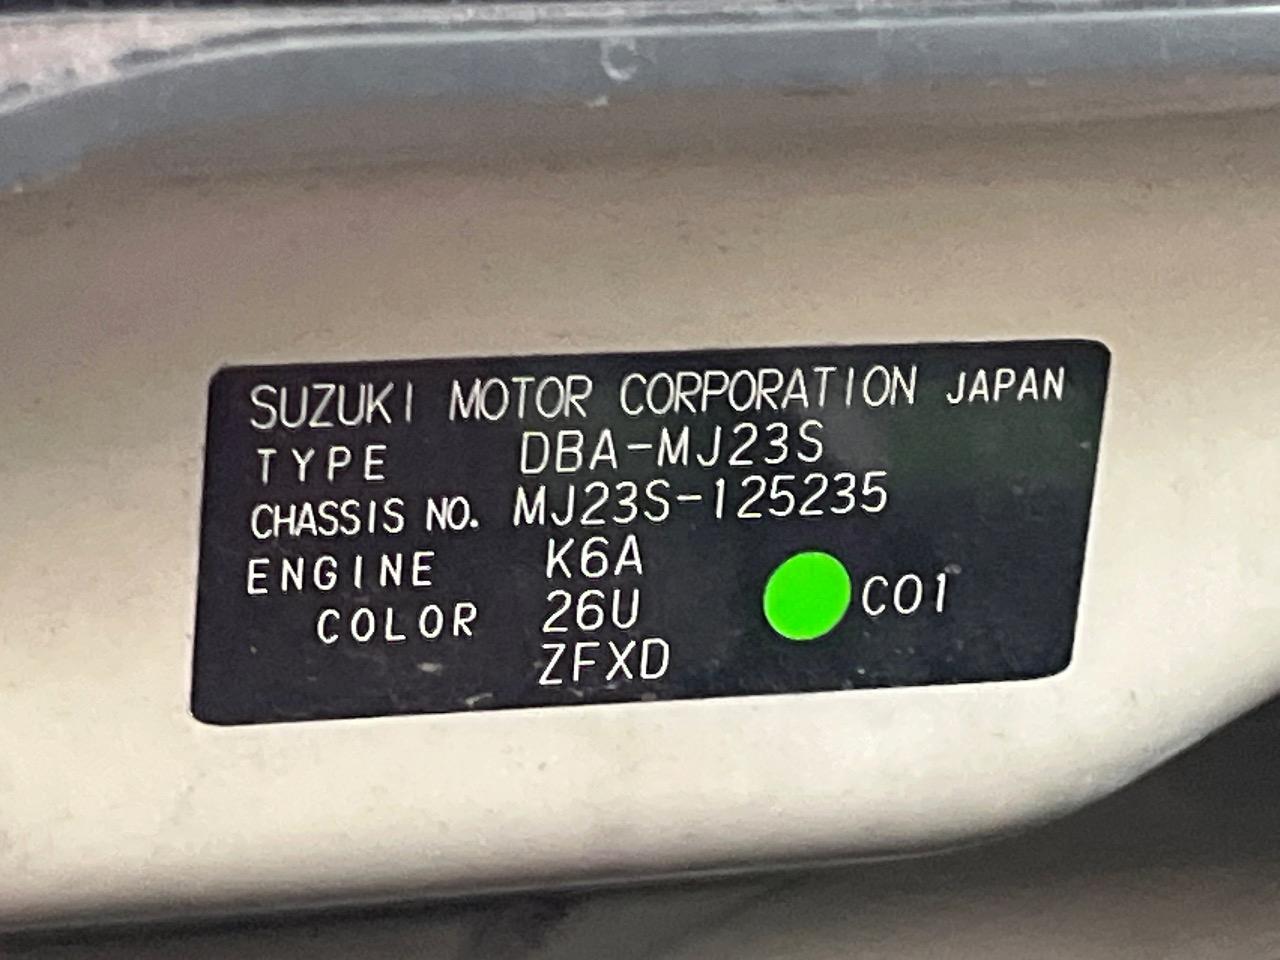 SUZUKI MOTOR CORPORATION JAPAN
TYPE DBA-MJ23S
CHASSIS NO. MJ23S-125235
ENGINE K6A
COLOR 26U C01
ZFXD